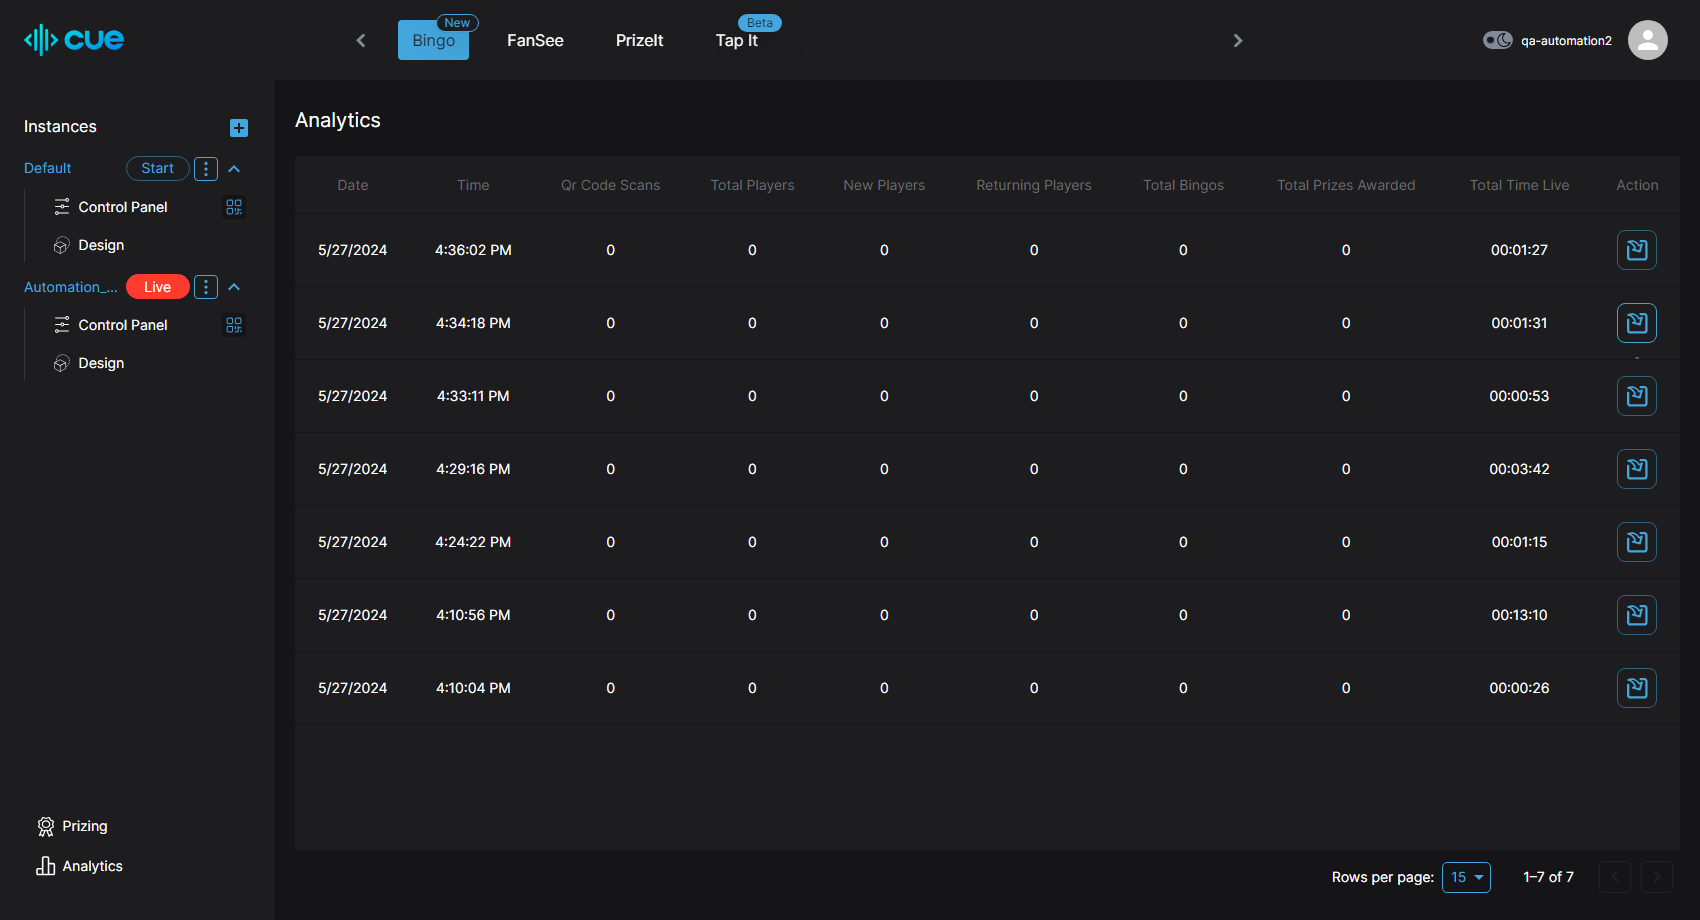 cue
Bingo New FanSee PrizeIt Tap It Beta
qa-automation2
Instances
Default Start
Control Panel
Design
Automation_... Live
Control Panel
Design
Prizing
Analytics
Analytics
Date Time Qr Code Scans Total Players New Players Returning Players Total Bingos Total Prizes Awarded Total Time Live Action
5/27/2024 4:36:02 PM 0 0 0 0 0 0 00:01:27
5/27/2024 4:34:18 PM 0 0 0 0 0 0 00:01:31
5/27/2024 4:33:11 PM 0 0 0 0 0 0 00:00:53
5/27/2024 4:29:16 PM 0 0 0 0 0 0 00:03:42
5/27/2024 4:24:22 PM 0 0 0 0 0 0 00:01:15
5/27/2024 4:10:56 PM 0 0 0 0 0 0 00:13:10
5/27/2024 4:10:04 PM 0 0 0 0 0 0 00:00:26
Rows per page: 15 1–7 of 7